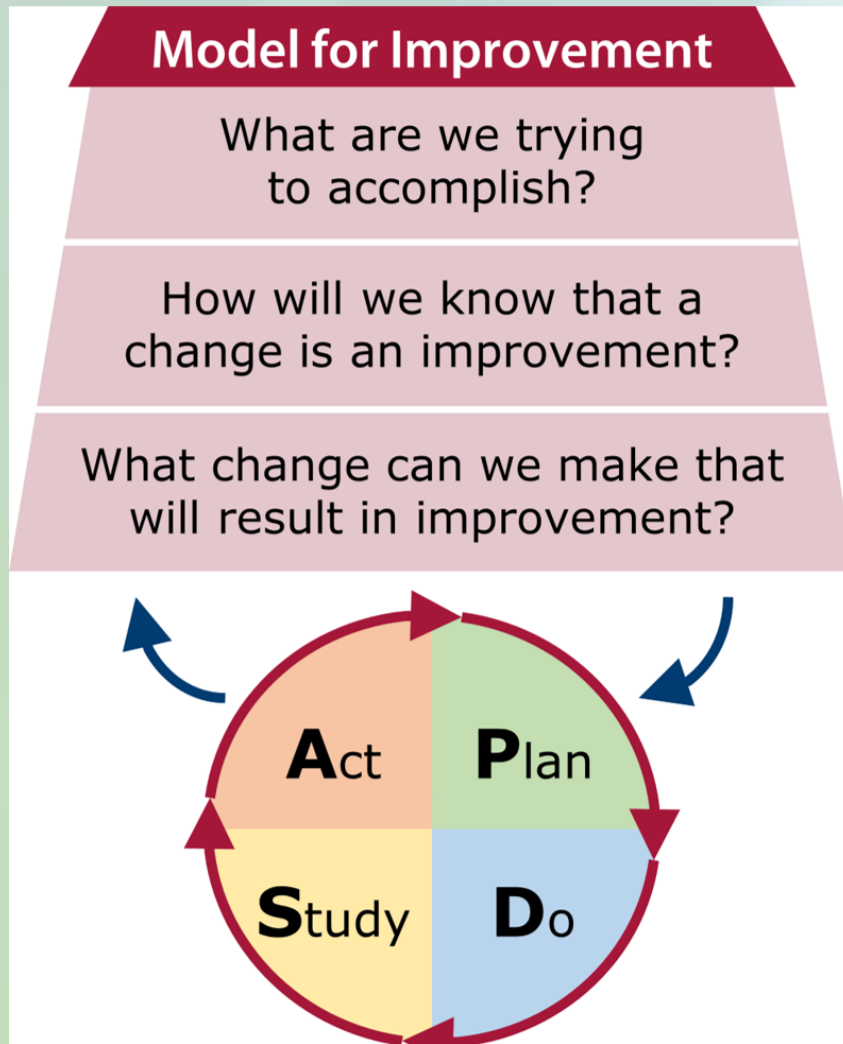 Model for Improvement
What are we trying
to accomplish?
How will we know that a
change is an improvement?
What change can we make that
will result in improvement?
Act
Plan
Study
Do